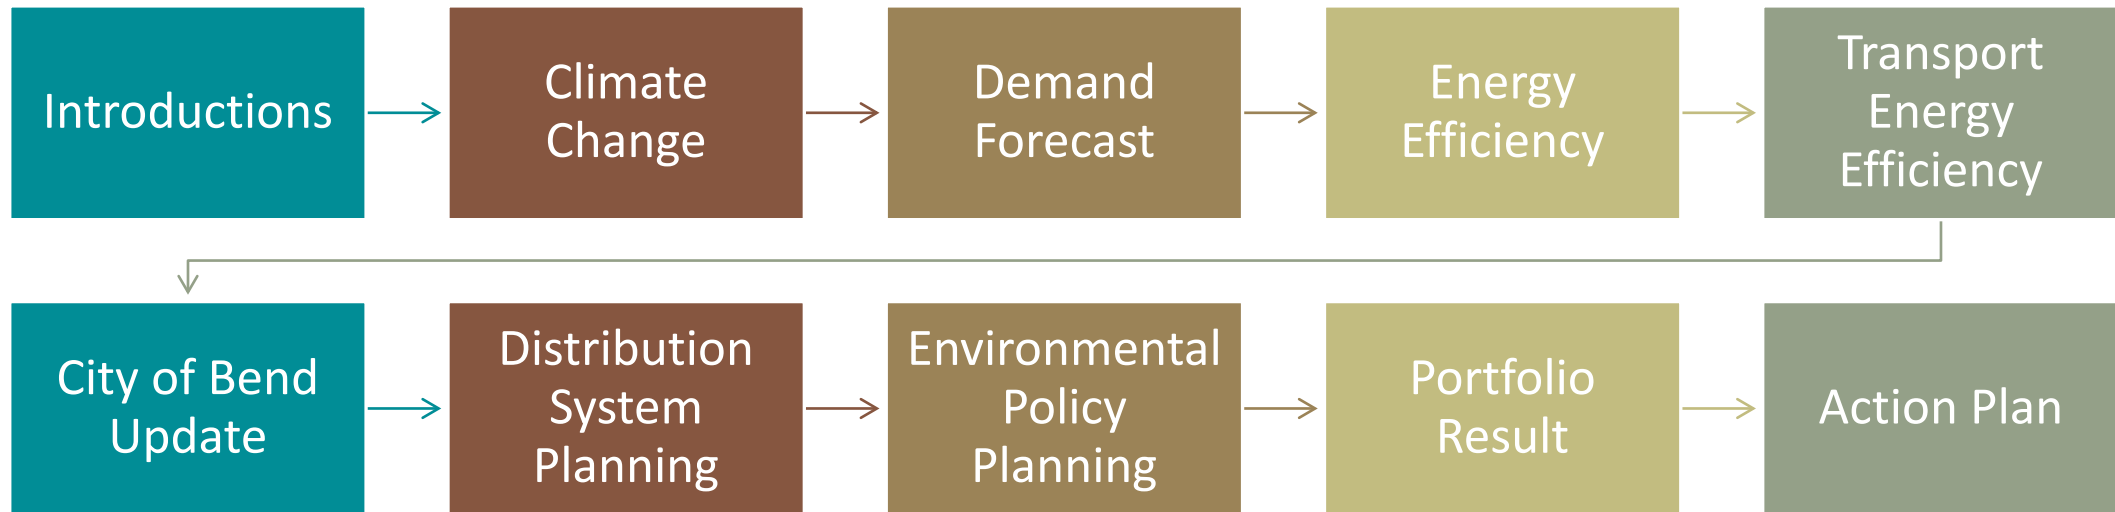 Introductions
Climate
Change
Demand
Forecast
Energy
Efficiency
Transport
Energy
Efficiency
City of Bend
Update
Distribution
System
Planning
Environmental
Policy
Planning
Portfolio
Result
Action Plan